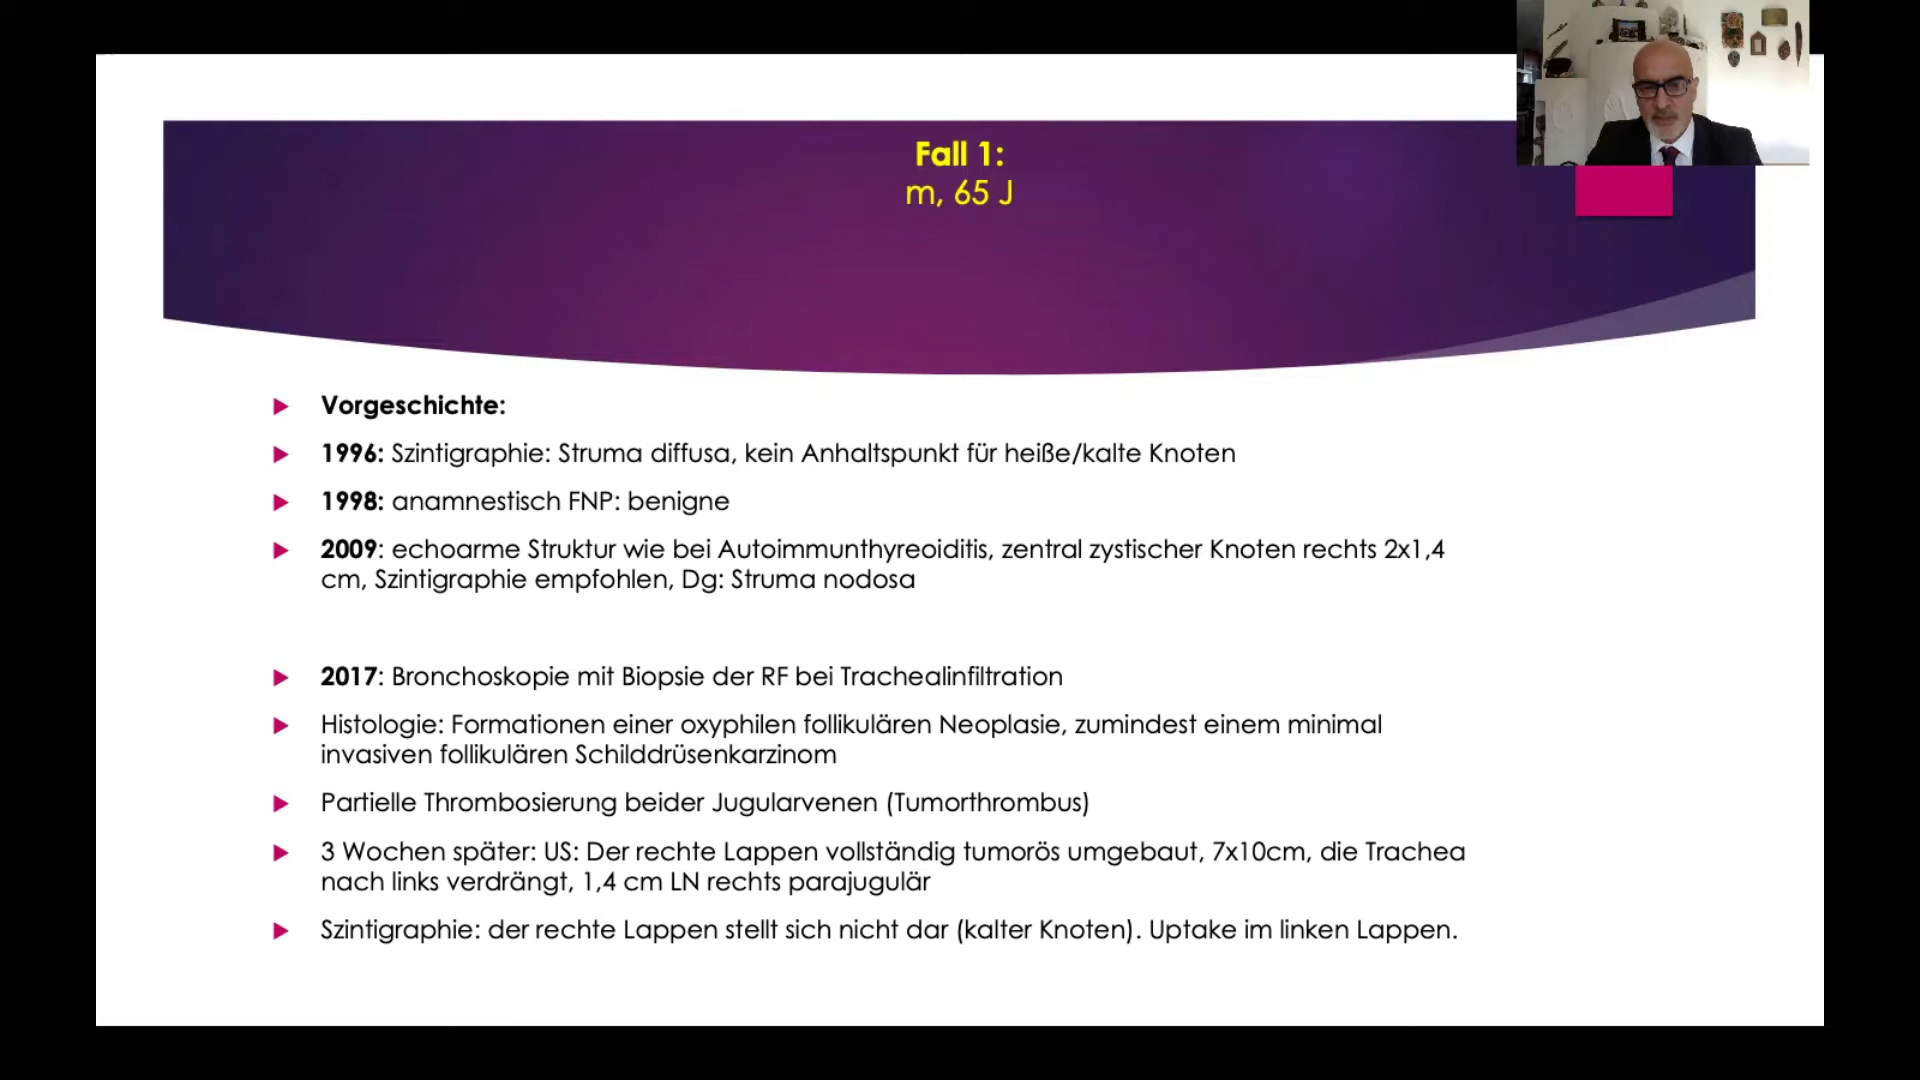 Fall 1:
m, 65 J
Vorgeschichte:
1996: Szintigraphie: Struma diffusa, kein Anhaltspunkt für heiße/kalte Knoten
1998: anamnestisch FNP: benigne
2009: echoarme Struktur wie bei Autoimmunthyreoiditis, zentral zystischer Knoten rechts 2x1,4
cm, Szintigraphie empfohlen, Dg: Struma nodosa
2017: Bronchoskopie mit Biopsie der RF bei Trachealinfiltration
Histologie: Formationen einer oxyphilen follikulären Neoplasie, zumindest einem minimal
invasiven follikulären Schilddrüsenkarzinom
Partielle Thrombosierung beider Jugularvenen (Tumorthrombus)
3 Wochen später: US: Der rechte Lappen vollständig tumorös umgebaut, 7x10cm, die Trachea
nach links verdrängt, 1,4 cm LN rechts parajugulär
Szintigraphie: der rechte Lappen stellt sich nicht dar (kalter Knoten). Uptake im linken Lappen.